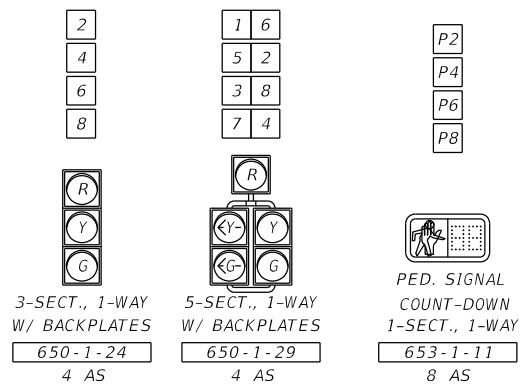 2
4
6
8
R
Y
G
3-SECT., 1-WAY
W/ BACKPLATES
650-1-24
4 AS
1 6
5 2
3 8
7 4
R
Y Y
G G
5-SECT., 1-WAY
W/ BACKPLATES
650-1-29
4 AS
P2
P4
P6
P8
PED. SIGNAL
COUNT-DOWN
1-SECT., 1-WAY
653-1-11
8 AS